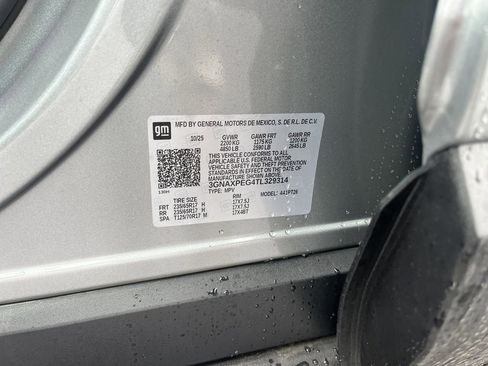 gm
MFD BY GENERAL MOTORS DE MEXICO, S. DE R.L. DE C.V.
10/25 GVWR GAWR FRT GAWR RR
2200 KG 1175 KG 1200 KG
4850 LB 2590 LB 2645 LB
THIS VEHICLE CONFORMS TO ALL
APPLICABLE U.S. FEDERAL MOTOR
VEHICLE SAFETY AND THEFT
PREVENTION STANDARDS IN
EFFECT ON THE DATE OF
MANUFACTURE SHOWN ABOVE.
3GNAXPEG4TL329314
TYPE: MPV MODEL: 441PT26
130H
TIRE SIZE RIM
FRT 235/65R17 H 17X7.5J
RR 235/65R17 H 17X7.5J
SPA T125/70R17 M 17X4BT